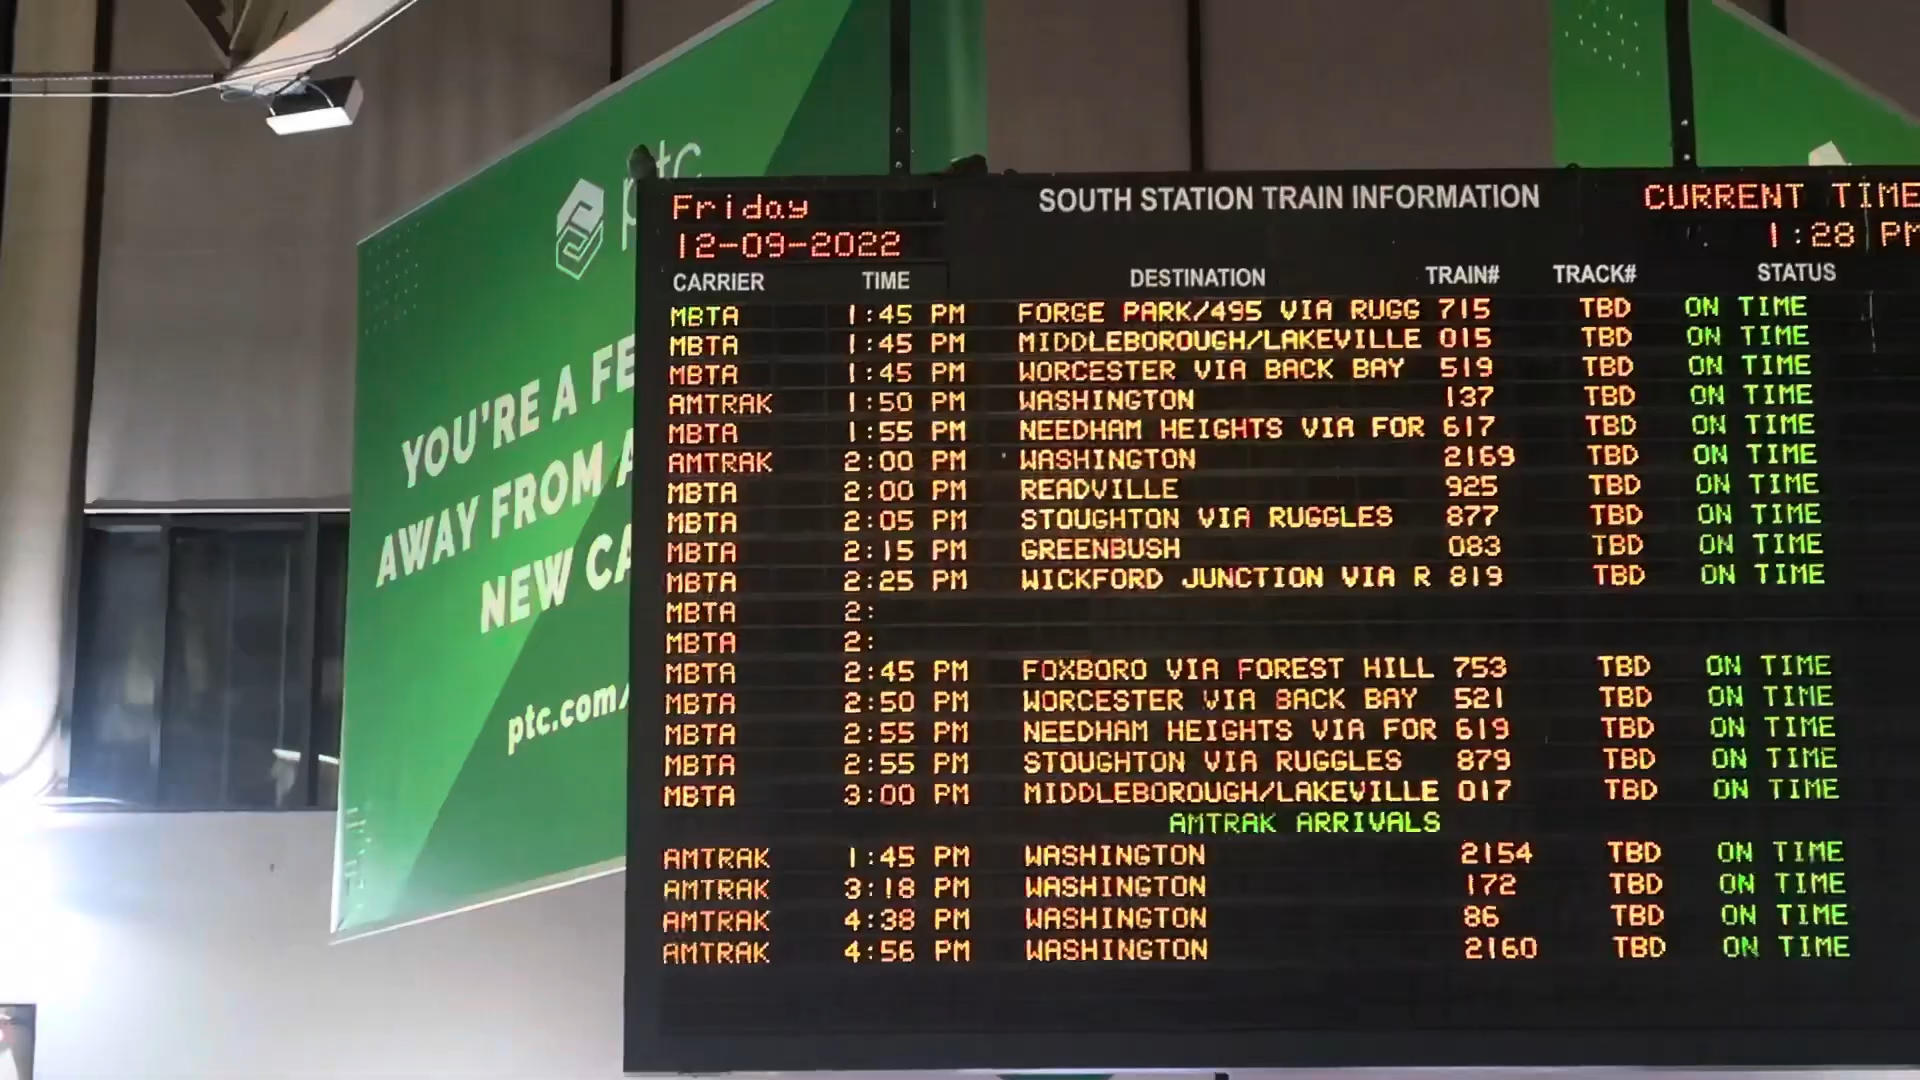 ptc
YOU'RE A FE
AWAY FROM A
NEW CA
ptc.com/
Friday
12-09-2022
SOUTH STATION TRAIN INFORMATION
CURRENT TIME
1:28 PM
CARRIER TIME DESTINATION TRAIN# TRACK# STATUS
MBTA 1:45 PM FORGE PARK/495 VIA RUGG 715 TBD ON TIME
MBTA 1:45 PM MIDDLEBOROUGH/LAKEVILLE 015 TBD ON TIME
MBTA 1:45 PM WORCESTER VIA BACK BAY 519 TBD ON TIME
AMTRAK 1:50 PM WASHINGTON 137 TBD ON TIME
MBTA 1:55 PM NEEDHAM HEIGHTS VIA FOR 617 TBD ON TIME
AMTRAK 2:00 PM WASHINGTON 2169 TBD ON TIME
MBTA 2:00 PM READVILLE 925 TBD ON TIME
MBTA 2:05 PM STOUGHTON VIA RUGGLES 877 TBD ON TIME
MBTA 2:15 PM GREENBUSH 083 TBD ON TIME
MBTA 2:25 PM WICKFORD JUNCTION VIA R 819 TBD ON TIME
MBTA 2:
MBTA 2:
MBTA 2:45 PM FOXBORO VIA FOREST HILL 753 TBD ON TIME
MBTA 2:50 PM WORCESTER VIA BACK BAY 521 TBD ON TIME
MBTA 2:55 PM NEEDHAM HEIGHTS VIA FOR 619 TBD ON TIME
MBTA 2:55 PM STOUGHTON VIA RUGGLES 879 TBD ON TIME
MBTA 3:00 PM MIDDLEBOROUGH/LAKEVILLE 017 TBD ON TIME
AMTRAK ARRIVALS
AMTRAK 1:45 PM WASHINGTON 2154 TBD ON TIME
AMTRAK 3:18 PM WASHINGTON 172 TBD ON TIME
AMTRAK 4:38 PM WASHINGTON 86 TBD ON TIME
AMTRAK 4:56 PM WASHINGTON 2160 TBD ON TIME